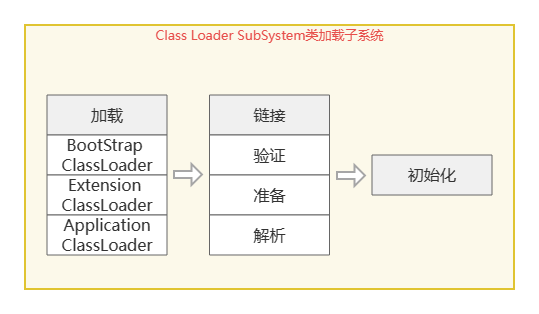 Class Loader SubSystem类加载子系统
加载
BootStrap
ClassLoader
Extension
ClassLoader
Application
ClassLoader
链接
验证
准备
解析
初始化